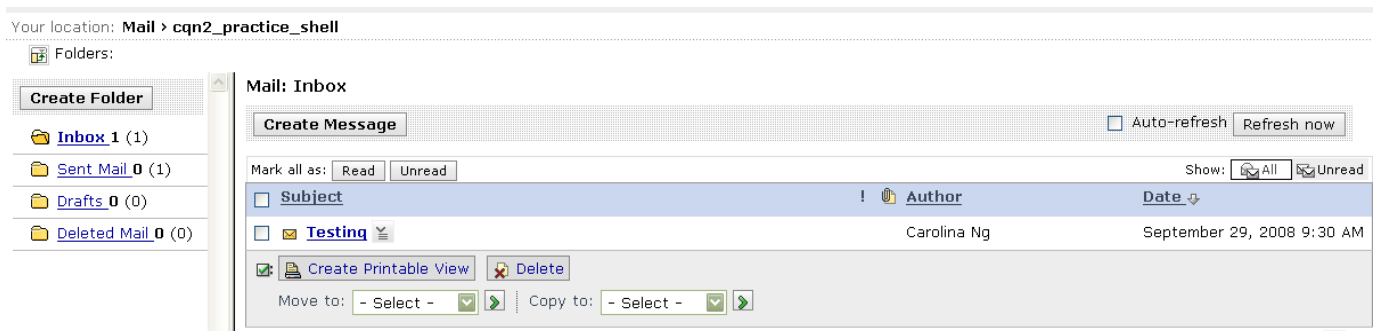 Your location: Mail › cqn2_practice_shell
Folders:
Create Folder
Inbox 1 (1)
Sent Mail 0 (1)
Drafts 0 (0)
Deleted Mail 0 (0)
Mail: Inbox
Create Message
Auto-refresh Refresh now
Mark all as: Read Unread
Show: All Unread
Subject ! Author Date
Testing Carolina Ng September 29, 2008 9:30 AM
: Create Printable View Delete
Move to: - Select - Copy to: - Select -